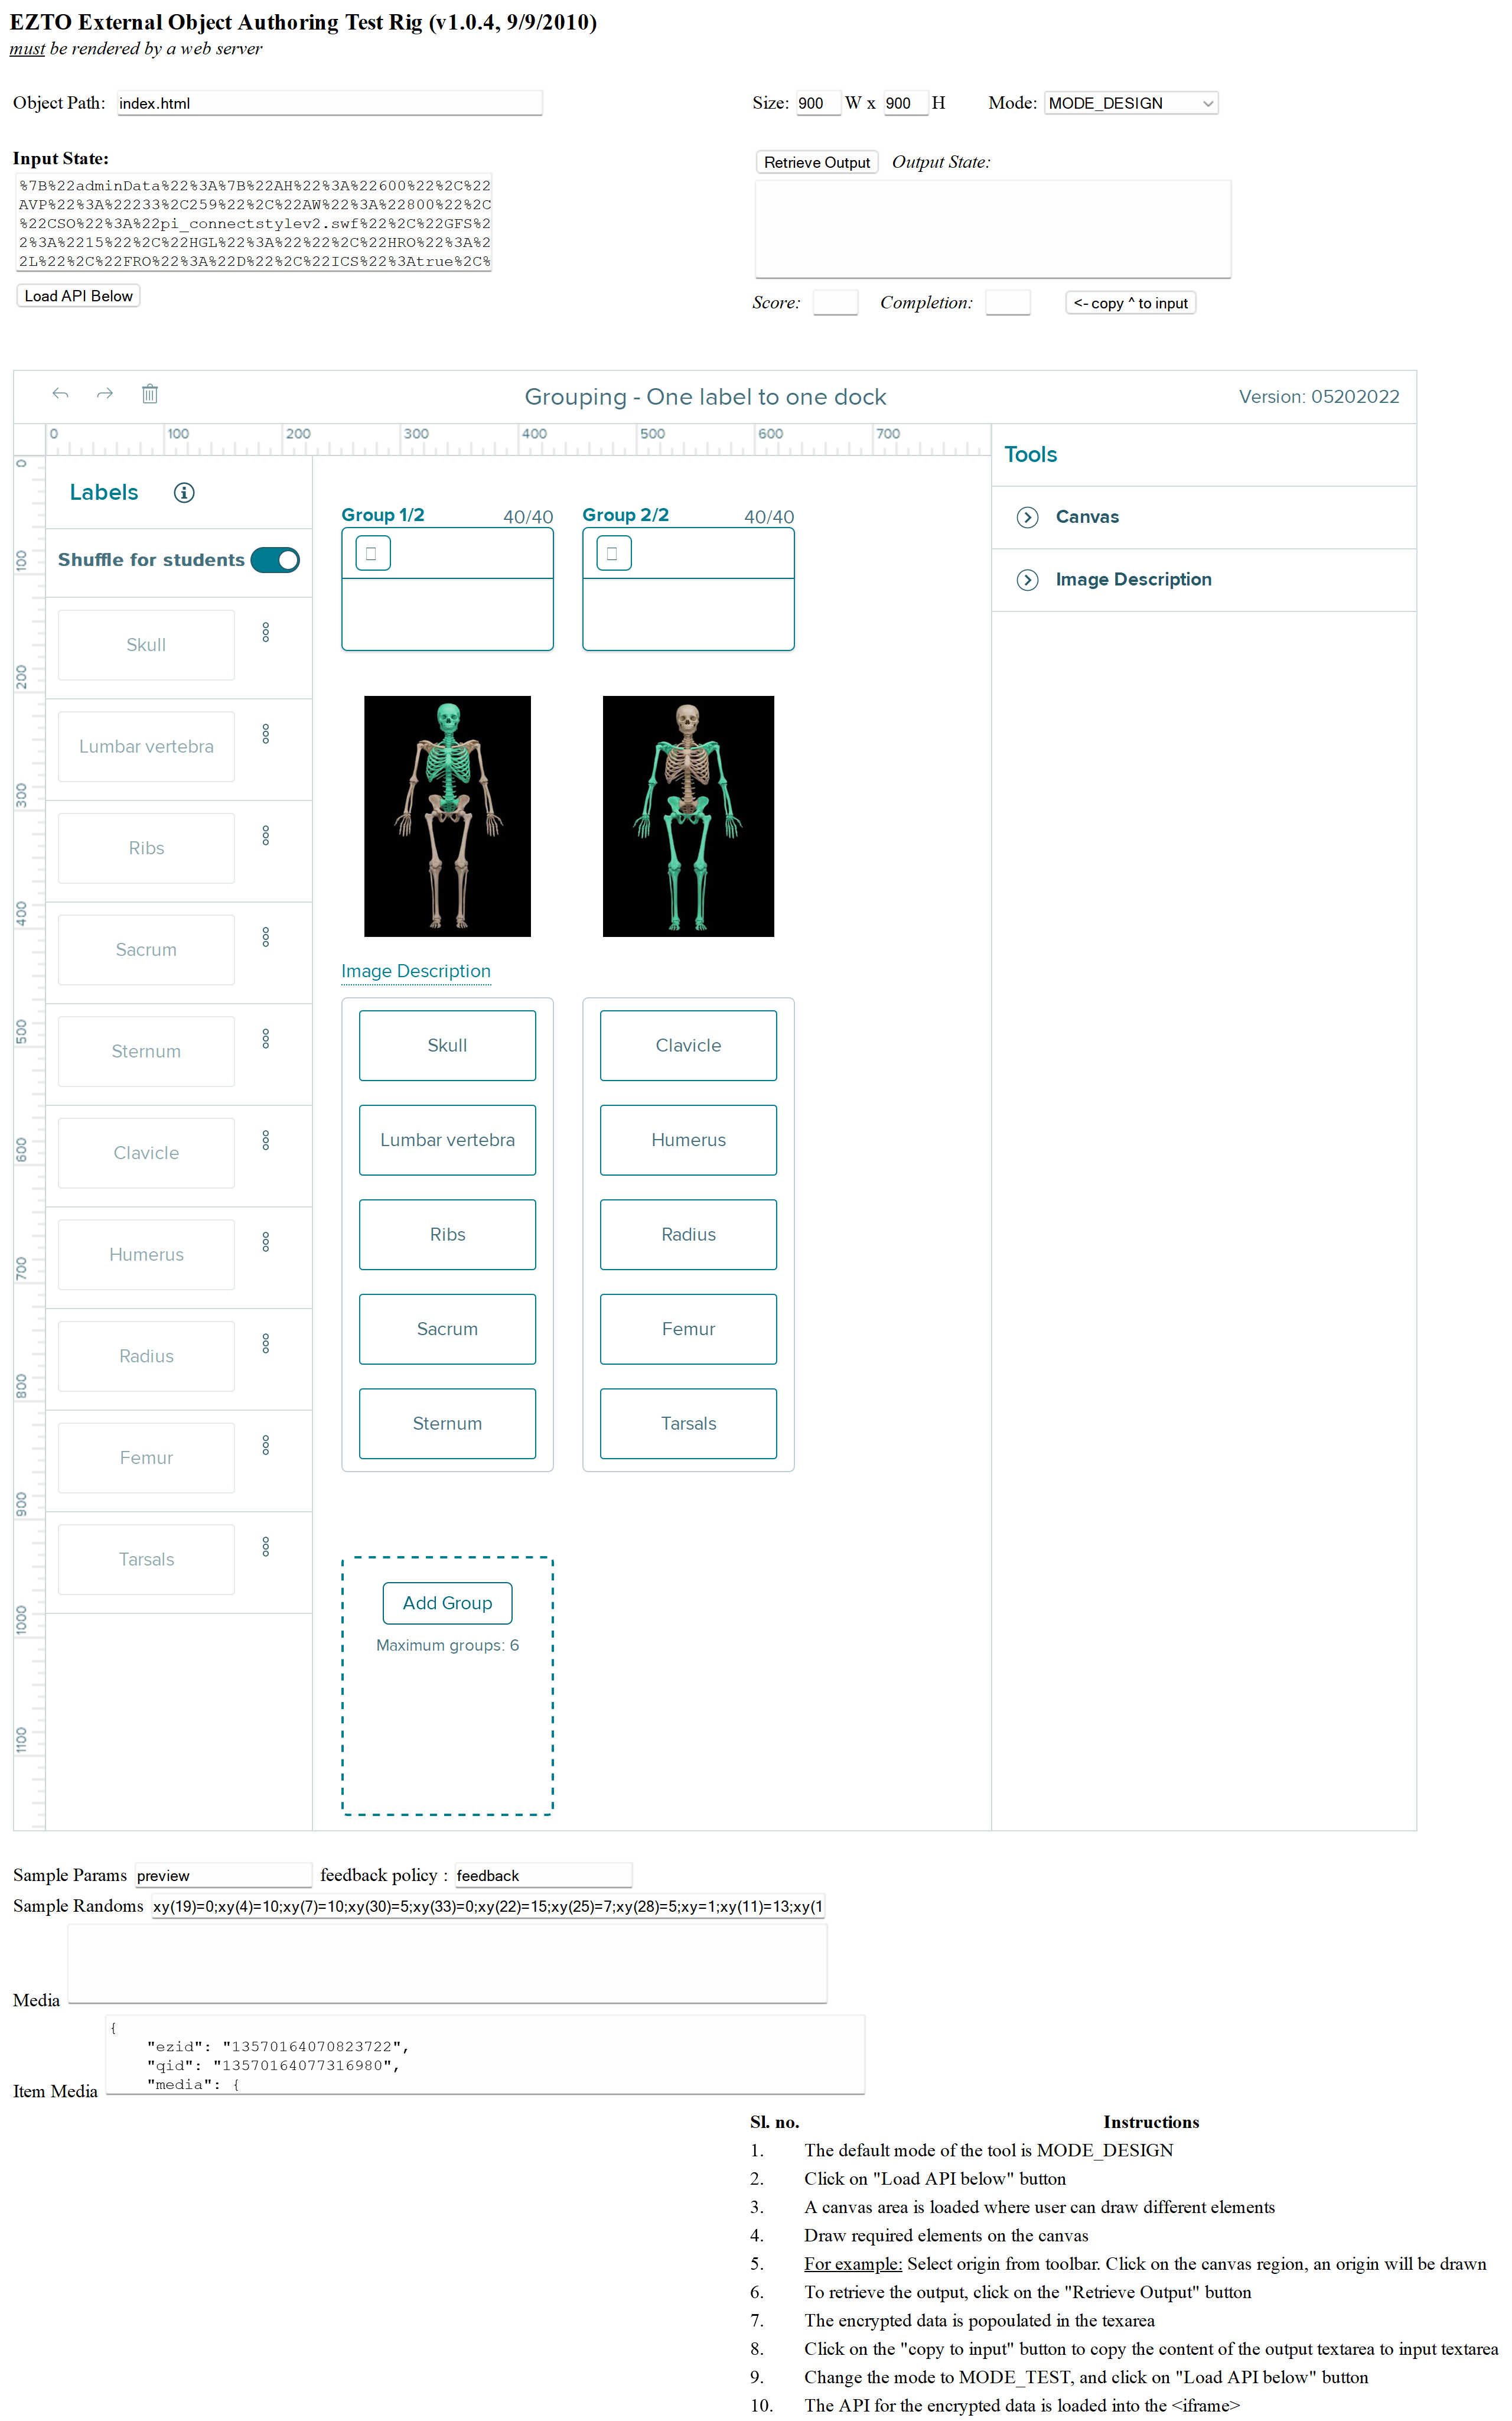 EZTO External Object Authoring Test Rig (v1.0.4, 9/9/2010)
must be rendered by a web server
Object Path: index.html
Size: 900 W x 900 H Mode: MODE_DESIGN
Input State:
%7B%22adminData%22%3A%7B%22AH%22%3A%22600%22%2C%22
AVP%22%3A%22233%2C259%22%2C%22AW%22%3A%22800%22%2C
%22CSO%22%3A%22pi_connectstylev2.swf%22%2C%22GFS%2
2%3A%2215%22%2C%22HGL%22%3A%22%22%2C%22HRO%22%3A%2
2L%22%2C%22FRO%22%3A%22D%22%2C%22ICS%22%3Atrue%2C%
Retrieve Output Output State:
Load API Below
Score: Completion: <- copy ^ to input
Grouping - One label to one dock
Version: 05202022
0 100 200 300 400 500 600 700
0 100 200 300 400 500 600 700 800 900 1000 1100
Labels
Shuffle for students
Skull
Lumbar vertebra
Ribs
Sacrum
Sternum
Clavicle
Humerus
Radius
Femur
Tarsals
Group 1/2 40/40
Group 2/2 40/40
Image Description
Skull
Lumbar vertebra
Ribs
Sacrum
Sternum
Clavicle
Humerus
Radius
Femur
Tarsals
Add Group
Maximum groups: 6
Tools
Canvas
Image Description
Sample Params preview feedback policy : feedback
Sample Randoms xy(19)=0;xy(4)=10;xy(7)=10;xy(30)=5;xy(33)=0;xy(22)=15;xy(25)=7;xy(28)=5;xy=1;xy(11)=13;xy(1
Media
Item Media
{
"ezid": "13570164070823722",
"qid": "13570164077316980",
"media": {
Sl. no. Instructions
1. The default mode of the tool is MODE_DESIGN
2. Click on "Load API below" button
3. A canvas area is loaded where user can draw different elements
4. Draw required elements on the canvas
5. For example: Select origin from toolbar. Click on the canvas region, an origin will be drawn
6. To retrieve the output, click on the "Retrieve Output" button
7. The encrypted data is popoulated in the texarea
8. Click on the "copy to input" button to copy the content of the output textarea to input textarea
9. Change the mode to MODE_TEST, and click on "Load API below" button
10. The API for the encrypted data is loaded into the <iframe>